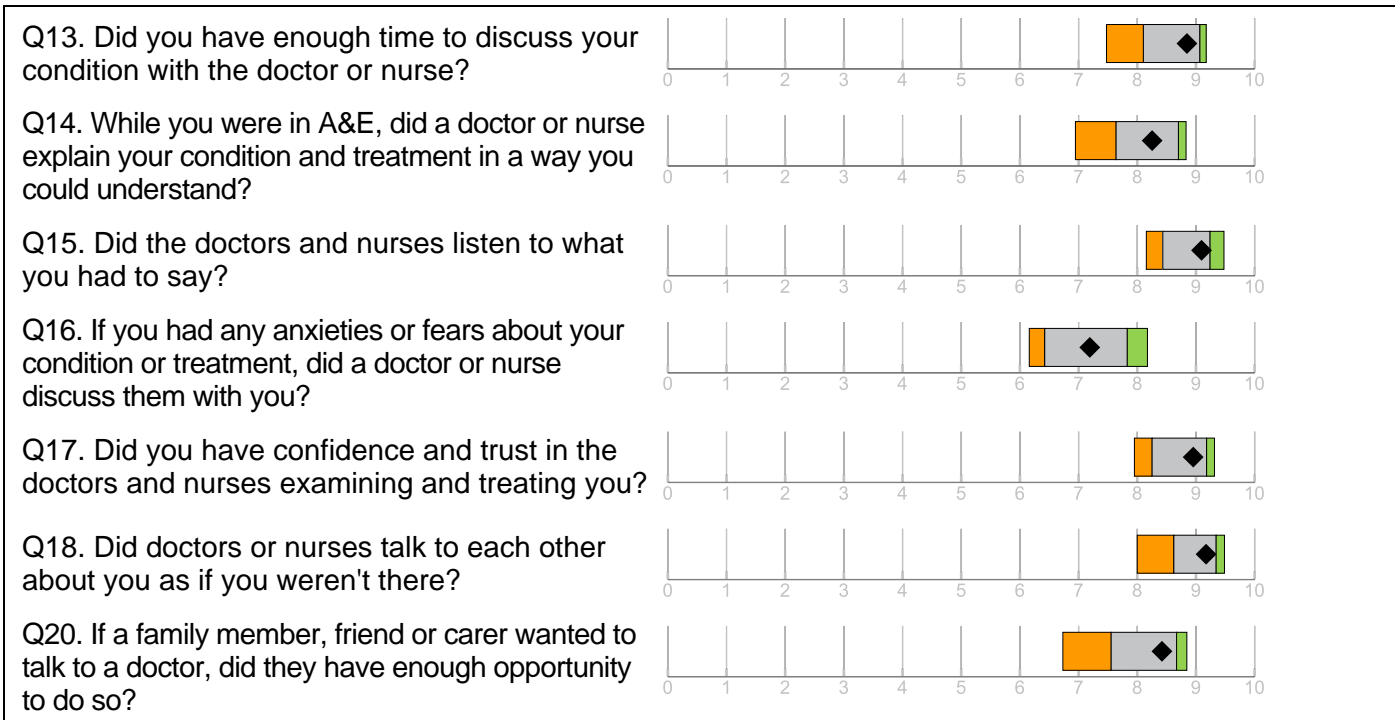 Q13. Did you have enough time to discuss your
condition with the doctor or nurse?
0 1 2 3 4 5 6 7 8 9 10
Q14. While you were in A&E, did a doctor or nurse
explain your condition and treatment in a way you
could understand?
0 1 2 3 4 5 6 7 8 9 10
Q15. Did the doctors and nurses listen to what
you had to say?
0 1 2 3 4 5 6 7 8 9 10
Q16. If you had any anxieties or fears about your
condition or treatment, did a doctor or nurse
discuss them with you?
0 1 2 3 4 5 6 7 8 9 10
Q17. Did you have confidence and trust in the
doctors and nurses examining and treating you?
0 1 2 3 4 5 6 7 8 9 10
Q18. Did doctors or nurses talk to each other
about you as if you weren't there?
0 1 2 3 4 5 6 7 8 9 10
Q20. If a family member, friend or carer wanted to
talk to a doctor, did they have enough opportunity
to do so?
0 1 2 3 4 5 6 7 8 9 10